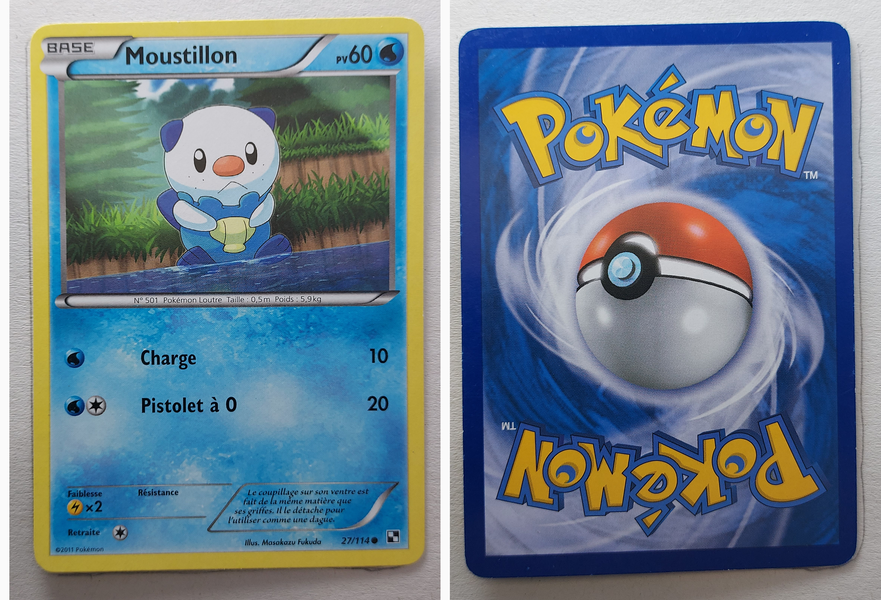 BASE
Moustillon
PV60
N° 501 Pokémon Loutre Taille : 0,5m Poids : 5,9kg
Charge 10
Pistolet à O 20
Faiblesse Résistance
×2
Le coupillage sur son ventre est
fait de la même matière que
ses griffes. Il le détache pour
l'utiliser comme une dague.
Retraite
Illus. Masakazu Fukuda
27/114
©2011 Pokémon
POKéMON
TM
POKéMON
TM